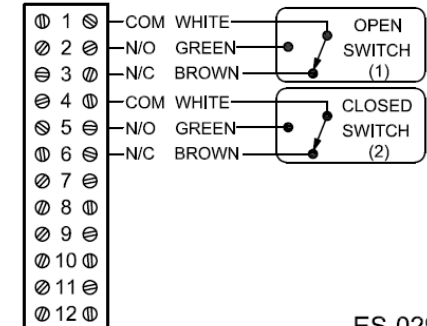 1 COM WHITE OPEN
2 N/O GREEN SWITCH
3 N/C BROWN (1)
4 COM WHITE CLOSED
5 N/O GREEN SWITCH
6 N/C BROWN (2)
7
8
9
10
11
12